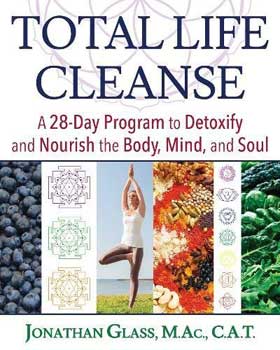 TOTAL LIFE
CLEANSE
A 28-Day Program to Detoxify
and Nourish the Body, Mind, and Soul
JONATHAN GLASS, M.AC., C.A.T.